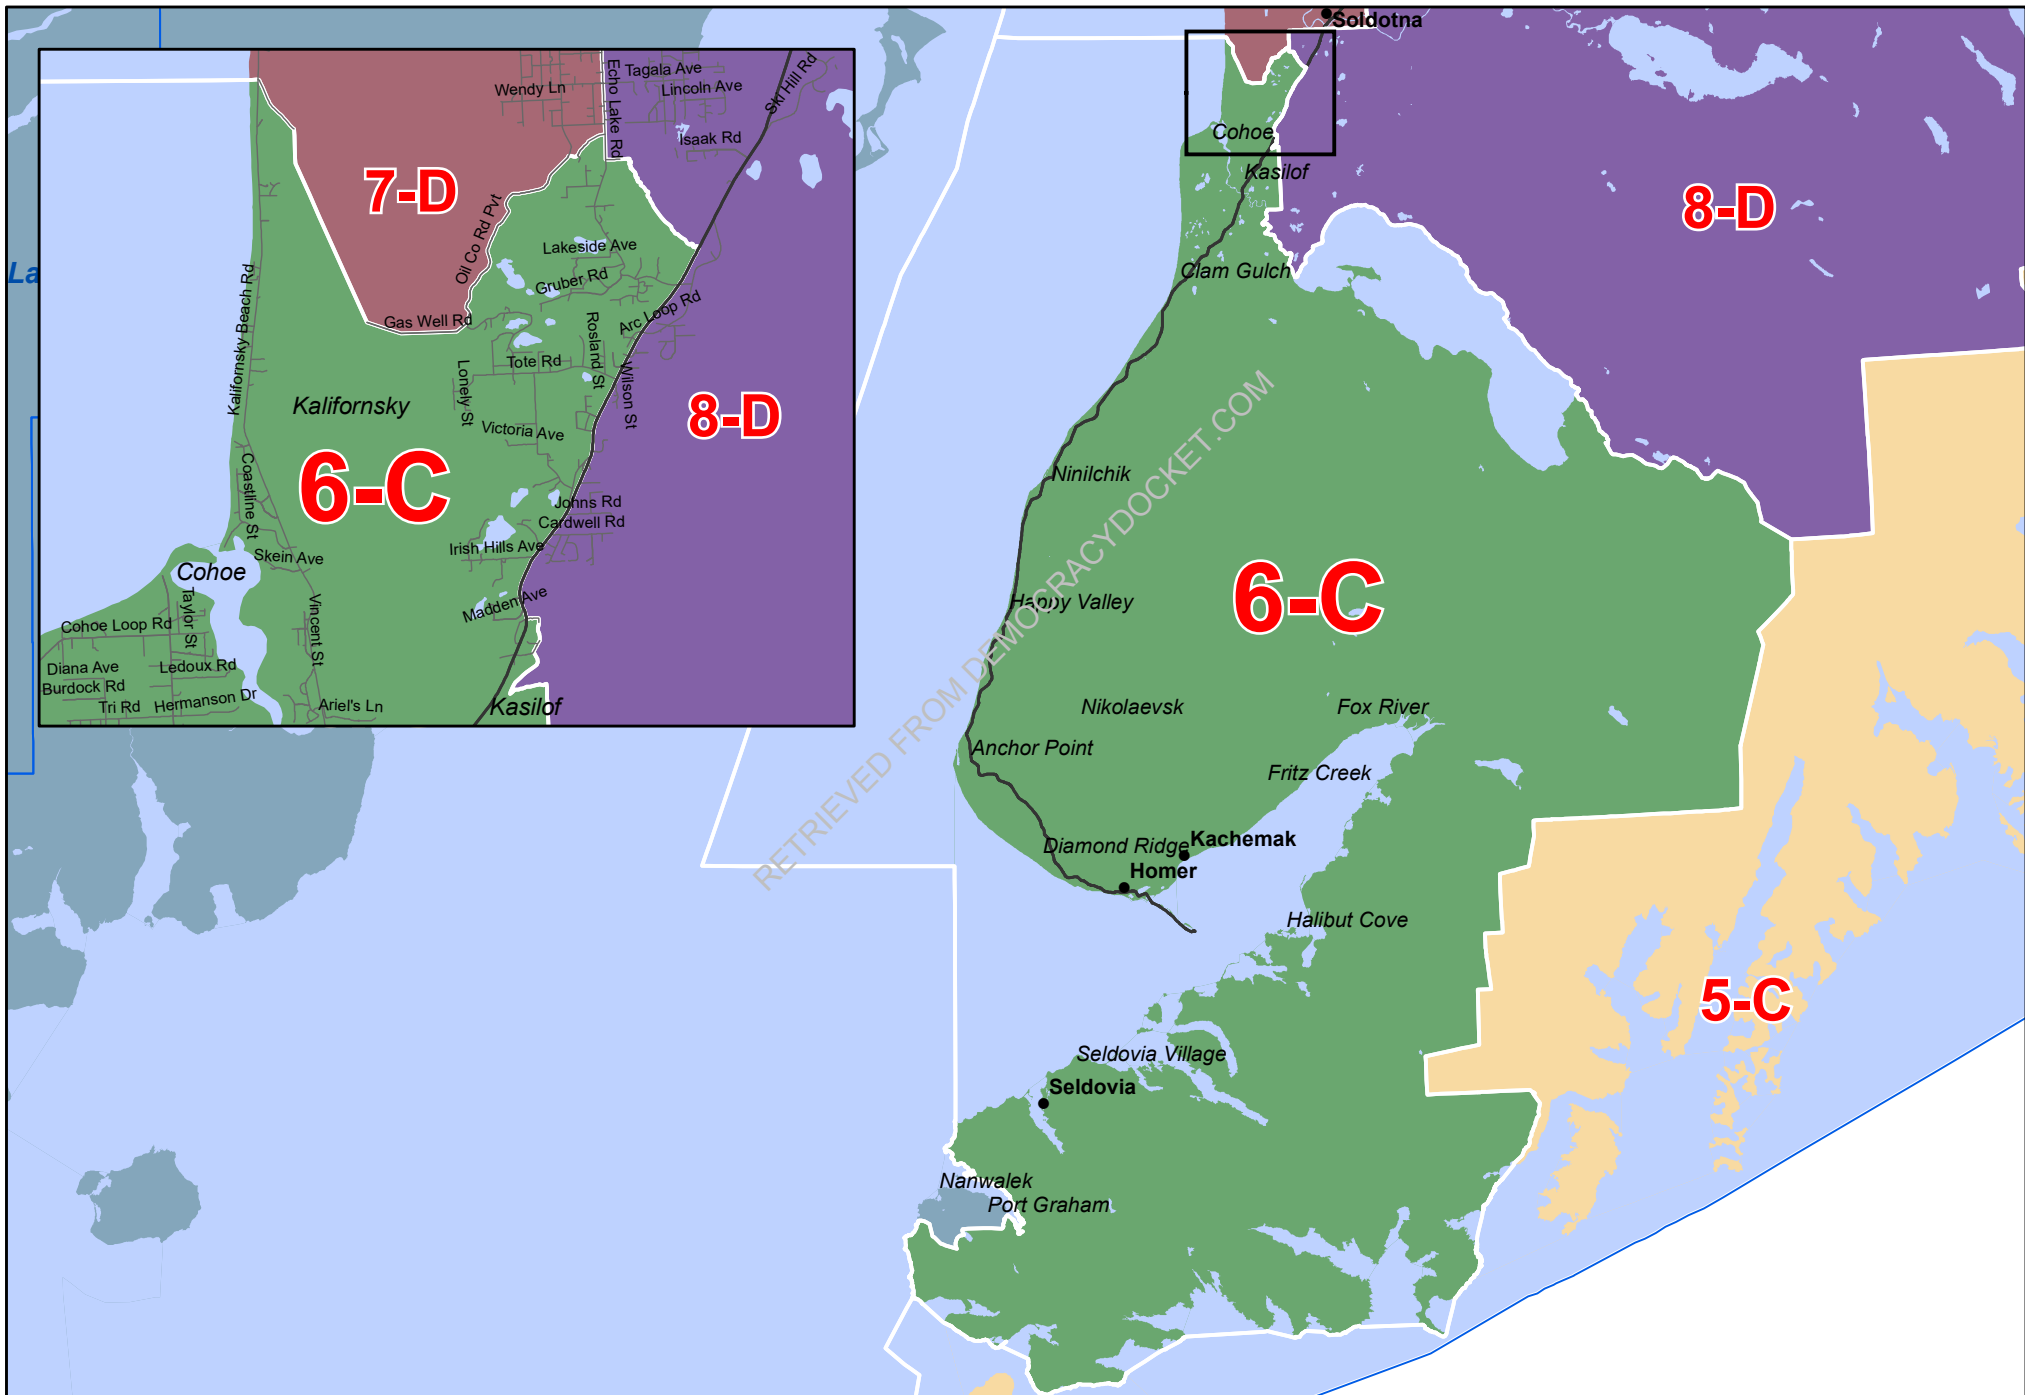 Soldotna
Echo Lake Rd
Tagala Ave
Wendy Ln
Lincoln Ave
Ski Hill Rd
Isaak Rd
Cohoe
Kasilof
7-D
8-D
Oil Co Rd Pvt
Lakeside Ave
La
Gruber Rd
Clam Gulch
Kalifornsky Beach Rd
Gas Well Rd
Arc Loop Rd
Rosland St
Tote Rd
Lonely St
Wilson St
Kalifornsky
8-D
Victoria Ave
6-C
Ninilchik
Coastline St
Johns Rd
Cardwell Rd
Irish Hills Ave
Skein Ave
Cohoe
Madden Ave
Taylor St
Vincent St
Cohoe Loop Rd
Happy Valley
6-C
Diana Ave
Ledoux Rd
Burdock Rd
Tri Rd
Hermanson Dr
Ariel's Ln
Kasilof
Nikolaevsk
Fox River
Anchor Point
Fritz Creek
RETRIEVED FROM DEMOCRACYDOCKET.COM
Diamond Ridge
Kachemak
Homer
Halibut Cove
5-C
Seldovia Village
Seldovia
Nanwalek
Port Graham